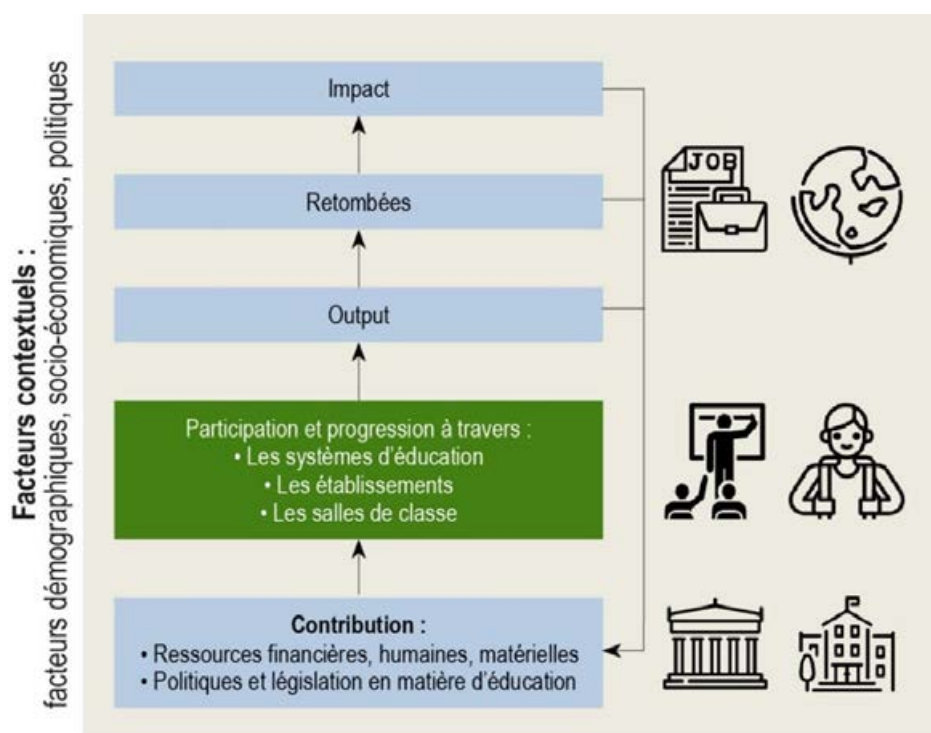 Facteurs contextuels :
facteurs démographiques, socio-économiques, politiques
Impact
Retombées
Output
Participation et progression à travers :
• Les systèmes d'éducation
• Les établissements
• Les salles de classe
Contribution :
• Ressources financières, humaines, matérielles
• Politiques et législation en matière d'éducation
JOB